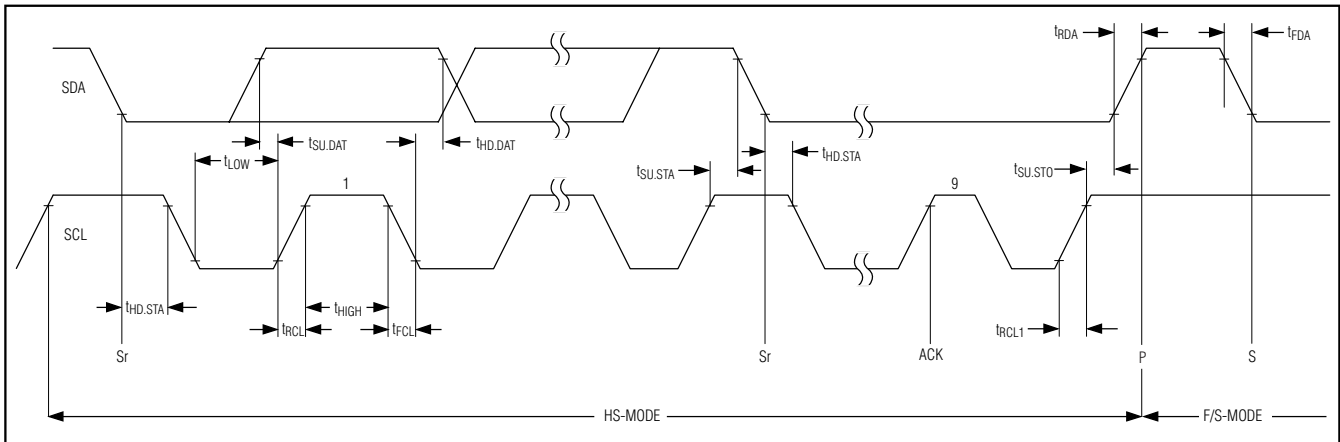 tRDA
tFDA
SDA
tSU.DAT
tHD.DAT
tLOW
tHD.STA
tSU.STA
tSU.STO
1
9
SCL
tHD.STA
tHIGH
tRCL
tFCL
tRCL1
Sr
Sr
ACK
P
S
HS-MODE
F/S-MODE